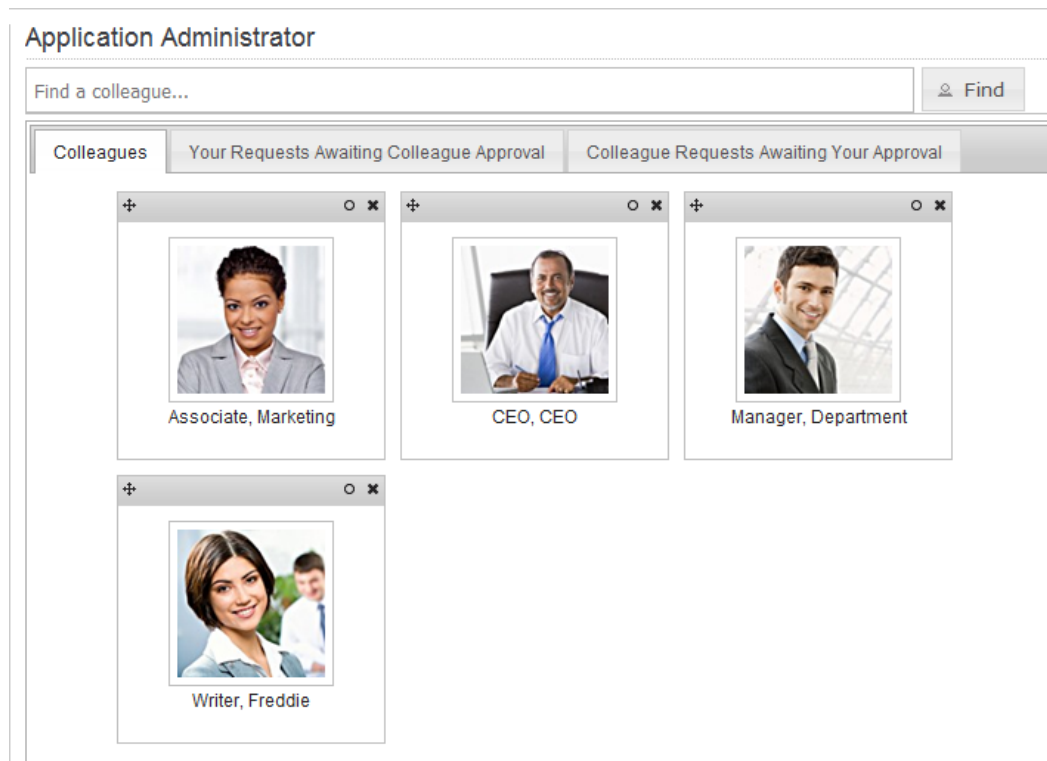 Application Administrator
Find a colleague...
Find
Colleagues
Your Requests Awaiting Colleague Approval
Colleague Requests Awaiting Your Approval
Associate, Marketing
CEO, CEO
Manager, Department
Writer, Freddie